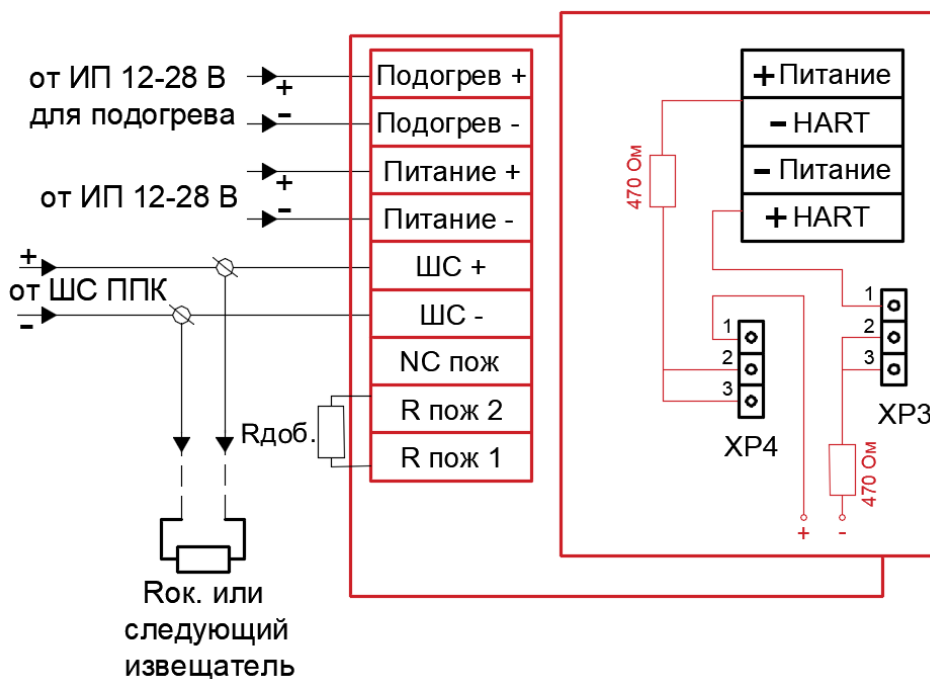 от ИП 12-28 В
для подогрева
+
-
от ИП 12-28 В
+
-
+
от ШС ППК
-
Подогрев +
Подогрев -
Питание +
Питание -
ШС +
ШС -
NC пож
R пож 2
R пож 1
Rдоб.
Rок. или
следующий
извещатель
+ Питание
- HART
- Питание
+ HART
470 Ом
1
2
3
XP4
1
2
3
XP3
470 Ом
+
-